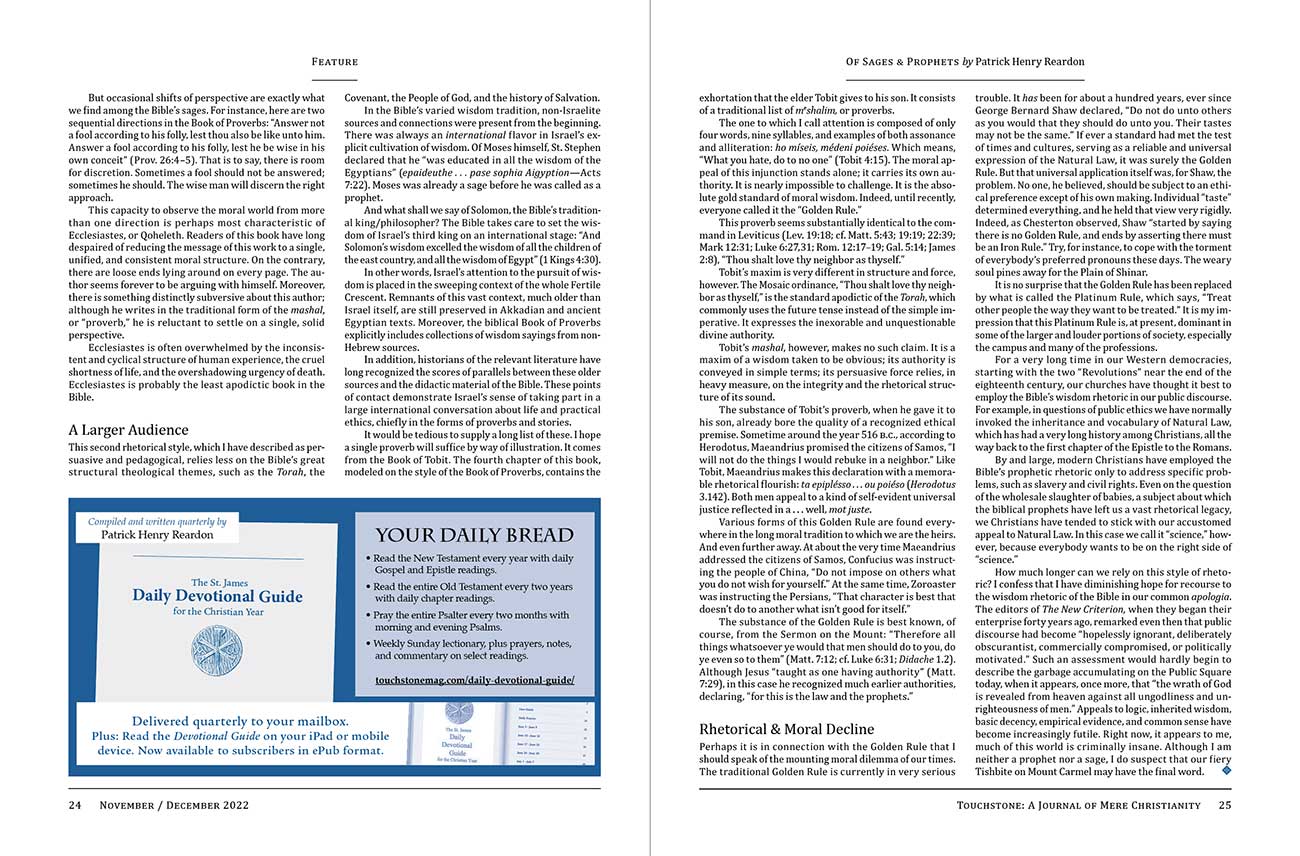 FEATURE
But occasional shifts of perspective are exactly what
we find among the Bible's sages. For instance, here are two
sequential directions in the Book of Proverbs: "Answer not
a fool according to his folly, lest thou also be like unto him.
Answer a fool according to his folly, lest he be wise in his
own conceit" (Prov. 26:4–5). That is to say, there is room
for discretion. Sometimes a fool should not be answered;
sometimes he should. The wise man will discern the right
approach.
This capacity to observe the moral world from more
than one direction is perhaps most characteristic of
Ecclesiastes, or Qoheleth. Readers of this book have long
despaired of reducing the message of this work to a single,
unified, and consistent moral structure. On the contrary,
there are loose ends lying around on every page. The au-
thor seems forever to be arguing with himself. Moreover,
there is something distinctly subversive about this author;
although he writes in the traditional form of the mashal,
or "proverb," he is reluctant to settle on a single, solid
perspective.
Ecclesiastes is often overwhelmed by the inconsis-
tent and cyclical structure of human experience, the cruel
shortness of life, and the overshadowing urgency of death.
Ecclesiastes is probably the least apodictic book in the
Bible.
A Larger Audience
This second rhetorical style, which I have described as per-
suasive and pedagogical, relies less on the Bible's great
structural theological themes, such as the Torah, the
Covenant, the People of God, and the history of Salvation.
In the Bible's varied wisdom tradition, non-Israelite
sources and connections were present from the beginning.
There was always an international flavor in Israel's ex-
plicit cultivation of wisdom. Of Moses himself, St. Stephen
declared that he "was educated in all the wisdom of the
Egyptians" (epaideuthe . . . pase sophia Aigyption—Acts
7:22). Moses was already a sage before he was called as a
prophet.
And what shall we say of Solomon, the Bible's tradition-
al king/philosopher? The Bible takes care to set the wis-
dom of Israel's third king on an international stage: "And
Solomon's wisdom excelled the wisdom of all the children of
the east country, and all the wisdom of Egypt" (1 Kings 4:30).
In other words, Israel's attention to the pursuit of wis-
dom is placed in the sweeping context of the whole Fertile
Crescent. Remnants of this vast context, much older than
Israel itself, are still preserved in Akkadian and ancient
Egyptian texts. Moreover, the biblical Book of Proverbs
explicitly includes collections of wisdom sayings from non-
Hebrew sources.
In addition, historians of the relevant literature have
long recognized the scores of parallels between these older
sources and the didactic material of the Bible. These points
of contact demonstrate Israel's sense of taking part in a
large international conversation about life and practical
ethics, chiefly in the forms of proverbs and stories.
It would be tedious to supply a long list of these. I hope
a single proverb will suffice by way of illustration. It comes
from the Book of Tobit. The fourth chapter of this book,
modeled on the style of the Book of Proverbs, contains the
Compiled and written quarterly by
Patrick Henry Reardon
The St. James
Daily Devotional Guide
for the Christian Year
YOUR DAILY BREAD
• Read the New Testament every year with daily
Gospel and Epistle readings.
• Read the entire Old Testament every two years
with daily chapter readings.
• Pray the entire Psalter every two months with
morning and evening Psalms.
• Weekly Sunday lectionary, plus prayers, notes,
and commentary on select readings.
touchstonemag.com/daily-devotional-guide/
Delivered quarterly to your mailbox.
Plus: Read the Devotional Guide on your iPad or mobile
device. Now available to subscribers in ePub format.
The St. James
Daily
Devotional
Guide
for the Christian Year
24 NOVEMBER / DECEMBER 2022
OF SAGES & PROPHETS by Patrick Henry Reardon
exhortation that the elder Tobit gives to his son. It consists
of a traditional list of mᵉshalim, or proverbs.
The one to which I call attention is composed of only
four words, nine syllables, and examples of both assonance
and alliteration: ho míseis, médeni poiéses. Which means,
"What you hate, do to no one" (Tobit 4:15). The moral ap-
peal of this injunction stands alone; it carries its own au-
thority. It is nearly impossible to challenge. It is the abso-
lute gold standard of moral wisdom. Indeed, until recently,
everyone called it the "Golden Rule."
This proverb seems substantially identical to the com-
mand in Leviticus (Lev. 19:18; cf. Matt. 5:43; 19:19; 22:39;
Mark 12:31; Luke 6:27,31; Rom. 12:17–19; Gal. 5:14; James
2:8). "Thou shalt love thy neighbor as thyself."
Tobit's maxim is very different in structure and force,
however. The Mosaic ordinance, "Thou shalt love thy neigh-
bor as thyself," is the standard apodictic of the Torah, which
commonly uses the future tense instead of the simple im-
perative. It expresses the inexorable and unquestionable
divine authority.
Tobit's mashal, however, makes no such claim. It is a
maxim of a wisdom taken to be obvious; its authority is
conveyed in simple terms; its persuasive force relies, in
heavy measure, on the integrity and the rhetorical struc-
ture of its sound.
The substance of Tobit's proverb, when he gave it to
his son, already bore the quality of a recognized ethical
premise. Sometime around the year 516 B.C., according to
Herodotus, Maeandrius promised the citizens of Samos, "I
will not do the things I would rebuke in a neighbor." Like
Tobit, Maeandrius makes this declaration with a memora-
ble rhetorical flourish: ta epiplésso . . . ou poiéso (Herodotus
3.142). Both men appeal to a kind of self-evident universal
justice reflected in a . . . well, mot juste.
Various forms of this Golden Rule are found every-
where in the long moral tradition to which we are the heirs.
And even further away. At about the very time Maeandrius
addressed the citizens of Samos, Confucius was instruct-
ing the people of China, "Do not impose on others what
you do not wish for yourself." At the same time, Zoroaster
was instructing the Persians, "That character is best that
doesn't do to another what isn't good for itself."
The substance of the Golden Rule is best known, of
course, from the Sermon on the Mount: "Therefore all
things whatsoever ye would that men should do to you, do
ye even so to them" (Matt. 7:12; cf. Luke 6:31; Didache 1.2).
Although Jesus "taught as one having authority" (Matt.
7:29), in this case he recognized much earlier authorities,
declaring, "for this is the law and the prophets."
Rhetorical & Moral Decline
Perhaps it is in connection with the Golden Rule that I
should speak of the mounting moral dilemma of our times.
The traditional Golden Rule is currently in very serious
trouble. It has been for about a hundred years, ever since
George Bernard Shaw declared, "Do not do unto others
as you would that they should do unto you. Their tastes
may not be the same." If ever a standard had met the test
of times and cultures, serving as a reliable and universal
expression of the Natural Law, it was surely the Golden
Rule. But that universal application itself was, for Shaw, the
problem. No one, he believed, should be subject to an ethi-
cal preference except of his own making. Individual "taste"
determined everything, and he held that view very rigidly.
Indeed, as Chesterton observed, Shaw "started by saying
there is no Golden Rule, and ends by asserting there must
be an Iron Rule." Try, for instance, to cope with the torment
of everybody's preferred pronouns these days. The weary
soul pines away for the Plain of Shinar.
It is no surprise that the Golden Rule has been replaced
by what is called the Platinum Rule, which says, "Treat
other people the way they want to be treated." It is my im-
pression that this Platinum Rule is, at present, dominant in
some of the larger and louder portions of society, especially
the campus and many of the professions.
For a very long time in our Western democracies,
starting with the two "Revolutions" near the end of the
eighteenth century, our churches have thought it best to
employ the Bible's wisdom rhetoric in our public discourse.
For example, in questions of public ethics we have normally
invoked the inheritance and vocabulary of Natural Law,
which has had a very long history among Christians, all the
way back to the first chapter of the Epistle to the Romans.
By and large, modern Christians have employed the
Bible's prophetic rhetoric only to address specific prob-
lems, such as slavery and civil rights. Even on the question
of the wholesale slaughter of babies, a subject about which
the biblical prophets have left us a vast rhetorical legacy,
we Christians have tended to stick with our accustomed
appeal to Natural Law. In this case we call it "science," how-
ever, because everybody wants to be on the right side of
"science."
How much longer can we rely on this style of rheto-
ric? I confess that I have diminishing hope for recourse to
the wisdom rhetoric of the Bible in our common apologia.
The editors of The New Criterion, when they began their
enterprise forty years ago, remarked even then that public
discourse had become "hopelessly ignorant, deliberately
obscurantist, commercially compromised, or politically
motivated." Such an assessment would hardly begin to
describe the garbage accumulating on the Public Square
today, when it appears, once more, that "the wrath of God
is revealed from heaven against all ungodliness and un-
righteousness of men." Appeals to logic, inherited wisdom,
basic decency, empirical evidence, and common sense have
become increasingly futile. Right now, it appears to me,
much of this world is criminally insane. Although I am
neither a prophet nor a sage, I do suspect that our fiery
Tishbite on Mount Carmel may have the final word.
TOUCHSTONE: A JOURNAL OF MERE CHRISTIANITY 25